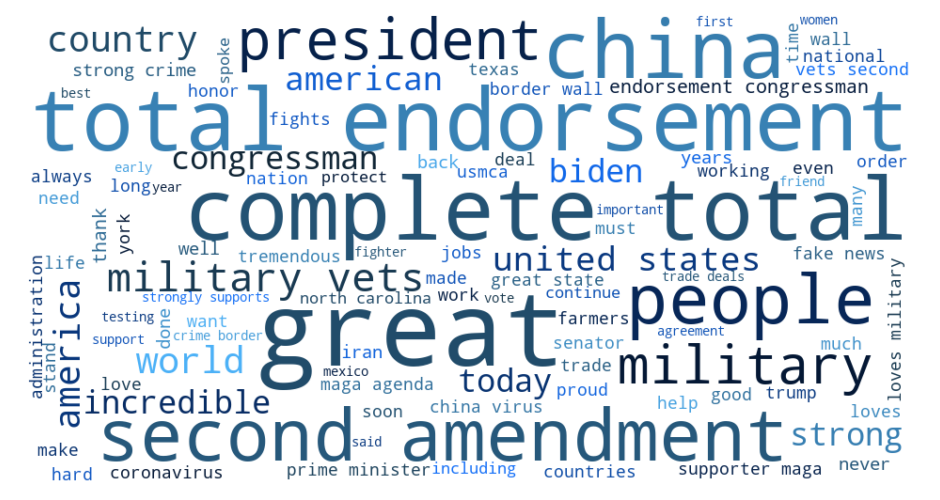 first
women
country
president
china
time
wall
national
spoke
strong crime
american
texas
vets second
best
honor
border wall
endorsement congressman
total endorsement
fights
congressman
early
back
usmca
deal
biden
years
working
even
order
always
long
year
nation
protect
friend
need
complete total
important
many
thank
york
must
well
tremendous
fighter
jobs
united states
fake news
life
administration
military vets
made
great state
trade deals
loves military
strongly supports
north carolina
work
vote
continue
people
america
testing
done
want
great
farmers
agreement
support
crime border
senator
much
stand
world
iran
mexico
trade
military
love
maga agenda
today
proud
good
trump
incredible
soon
china virus
help
loves
second amendment
said
strong
make
hard
coronavirus
prime minister
including
countries
supporter maga
never